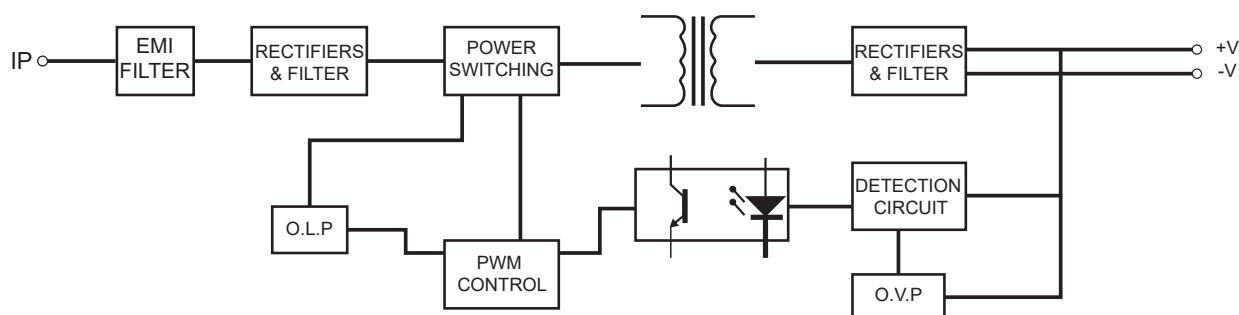 IP
EMI
FILTER
RECTIFIERS
& FILTER
POWER
SWITCHING
RECTIFIERS
& FILTER
+V
-V
O.L.P
PWM
CONTROL
DETECTION
CIRCUIT
O.V.P